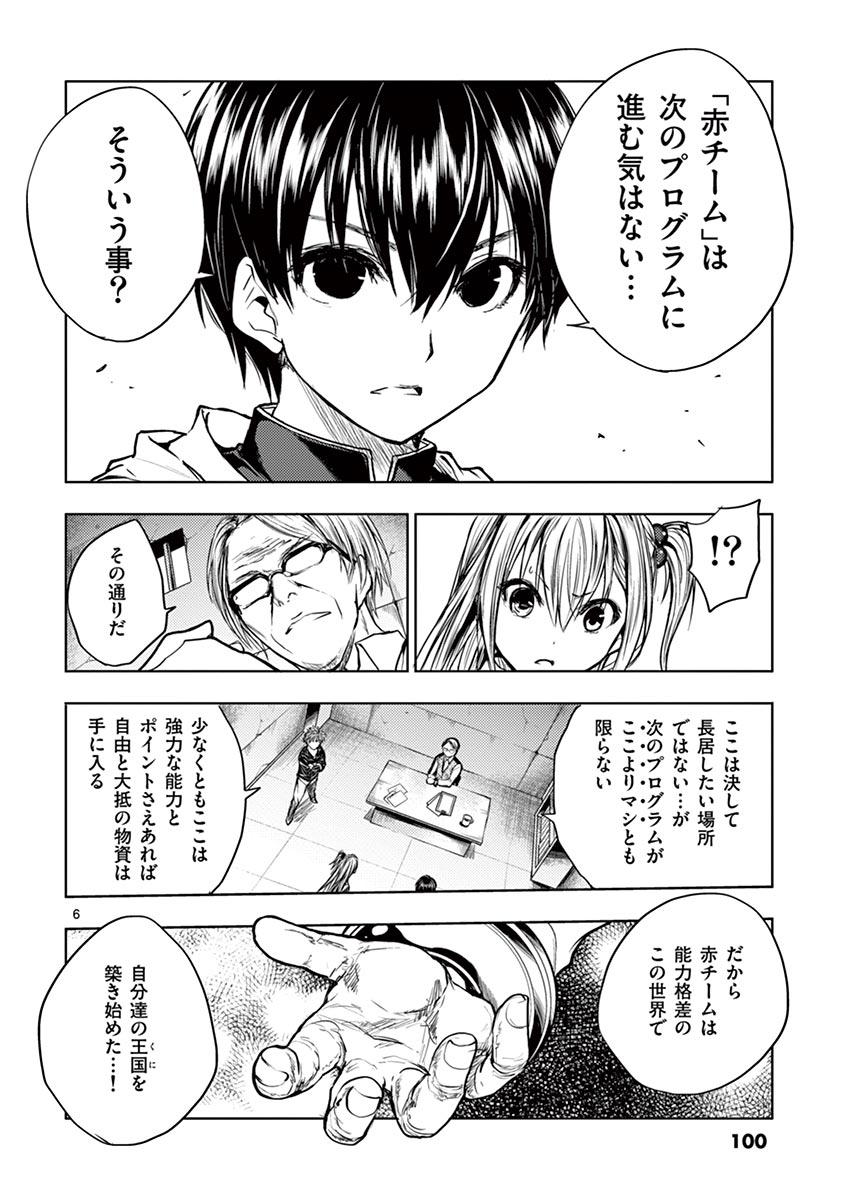 「赤チーム」は
次のプログラムに
進む気はない…
そういう事？
!?
その通りだ
ここは決して
長居したい場所
ではない…が
次のプログラムが
ここよりマシとも
限らない
少なくともここは
強力な能力と
ポイントさえあれば
自由と大抵の物資は
手に入る
だから
赤チームは
能力格差の
この世界で
自分達の王国を
くに
築き始めた…！
6
100